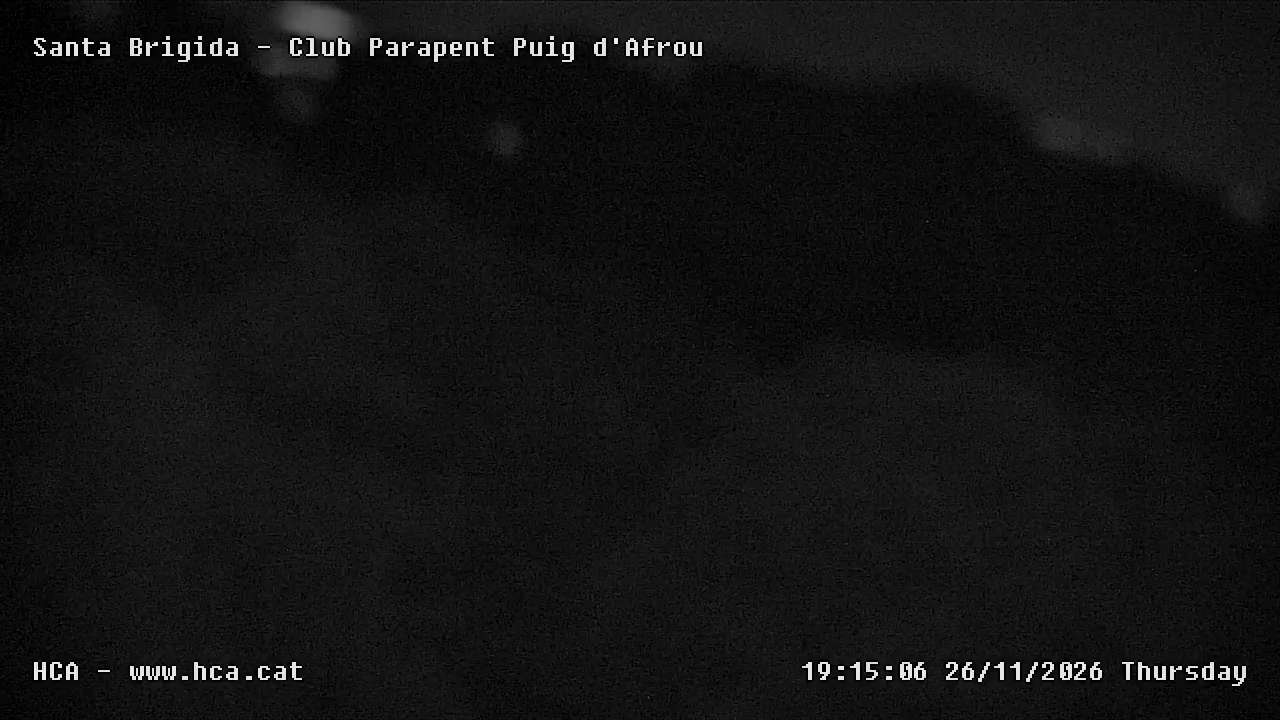 Santa Brigida - Club Parapent Puig d'Afrou
HCA - www.hca.cat
19:15:06 26/11/2026 Thursday